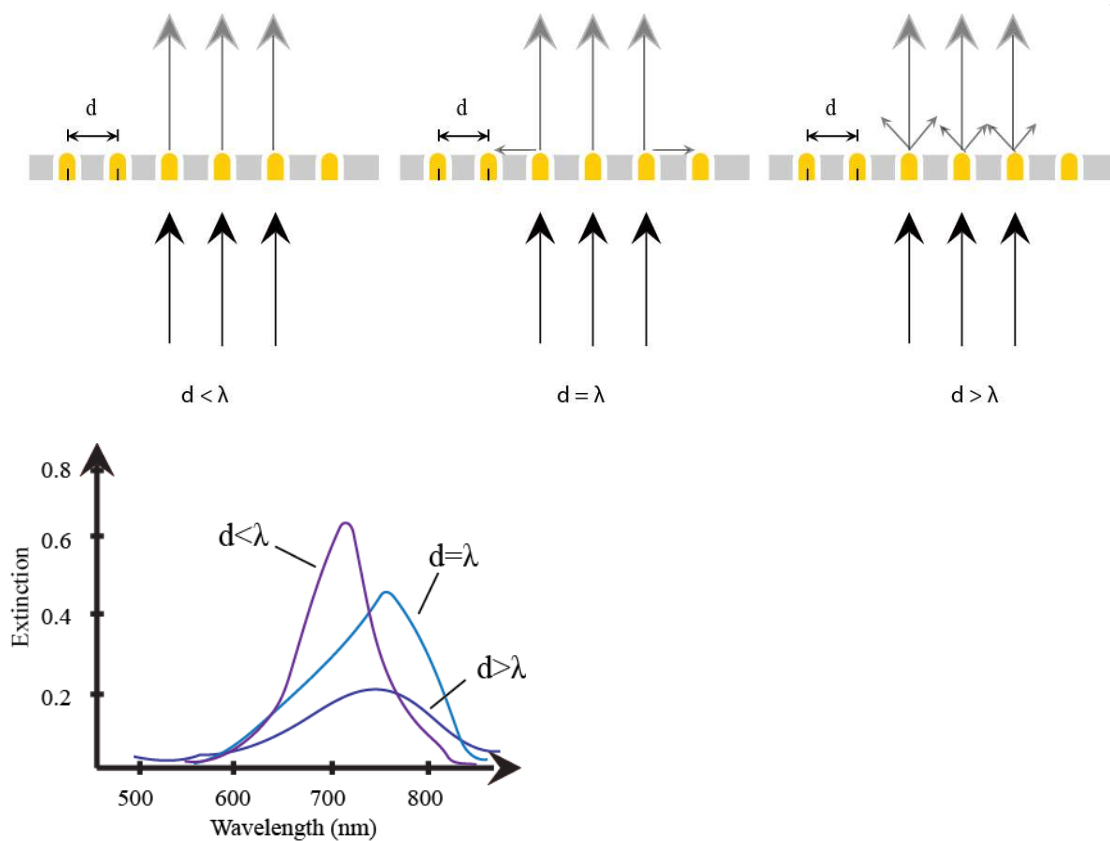 d
d
d
d < λ
d = λ
d > λ
0.8
0.6
0.4
0.2
Extinction
d<λ
d=λ
d>λ
500
600
700
800
Wavelength (nm)